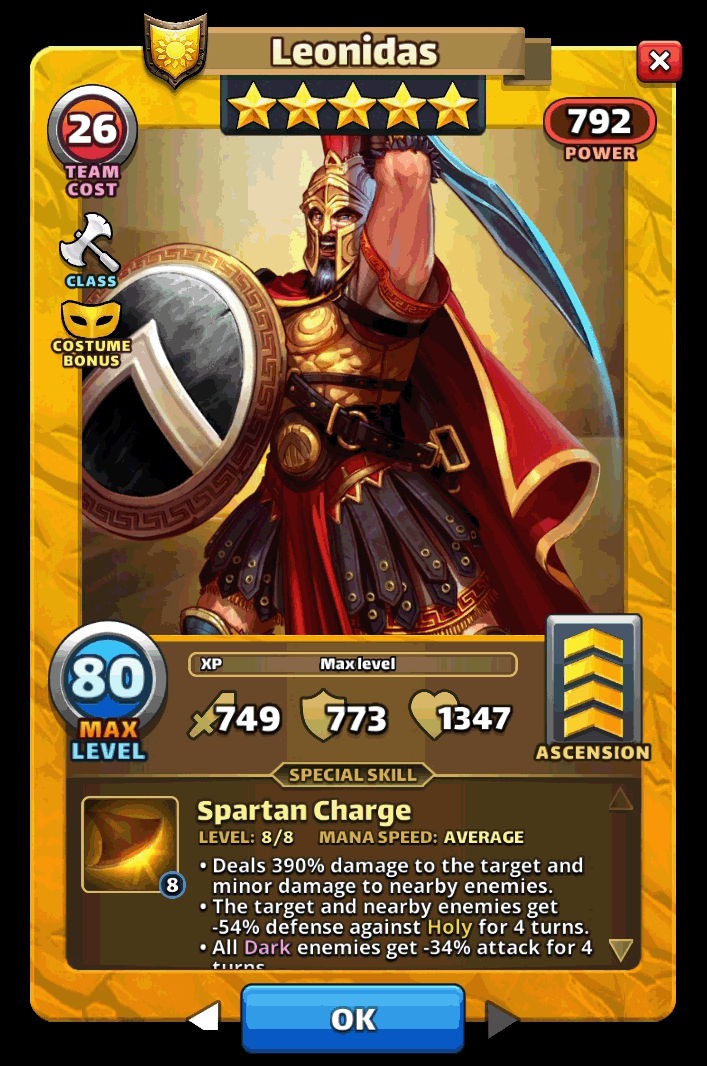 Leonidas
26
TEAM
COST
792
POWER
CLASS
COSTUME
BONUS
80
MAX
LEVEL
XP Max level
749 773 1347
ASCENSION
SPECIAL SKILL
Spartan Charge
LEVEL: 8/8 MANA SPEED: AVERAGE
8
• Deals 390% damage to the target and
minor damage to nearby enemies.
• The target and nearby enemies get
-54% defense against Holy for 4 turns.
• All Dark enemies get -34% attack for 4
turns
OK